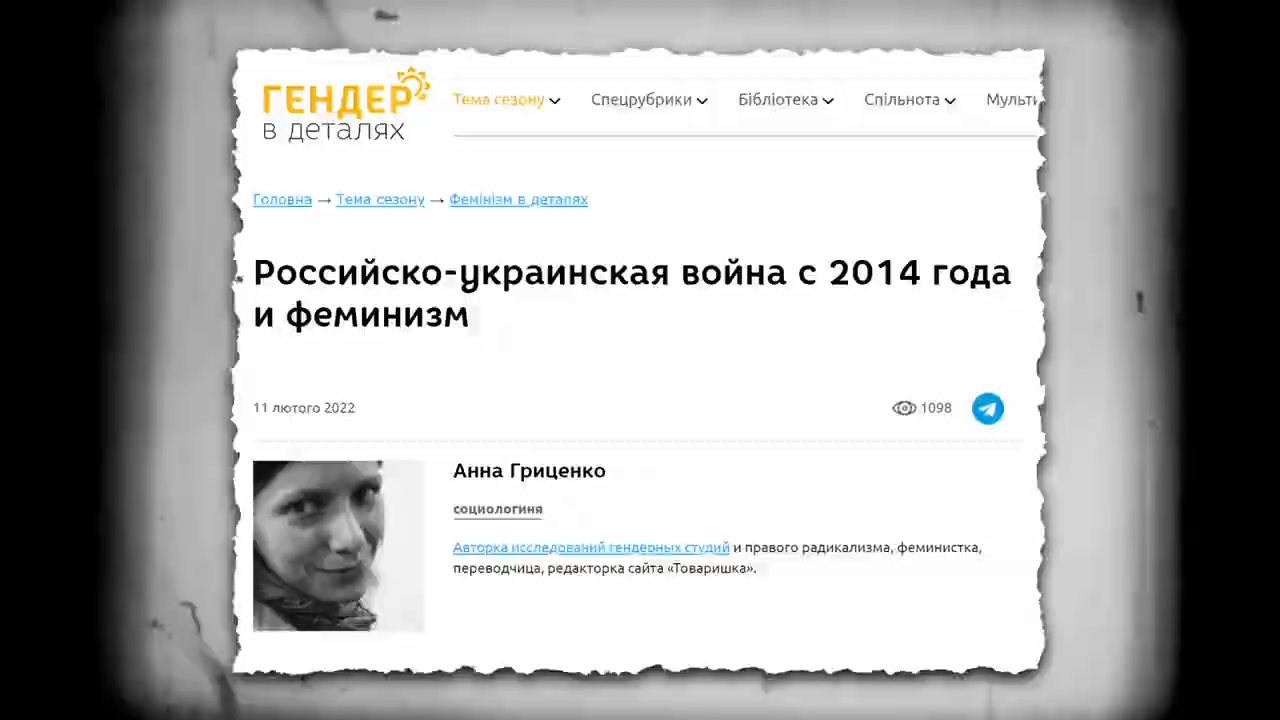 ГЕНДЕР
в деталях
Тема сезону Спецрубрики Бібліотека Спільнота Мульти
Головна → Тема сезону → Фемінізм в деталях
Российско-украинская война с 2014 года
и феминизм
11 лютого 2022 1098
Анна Гриценко
социологиня
Авторка исследований гендерных студий и правого радикализма, феминистка,
переводчица, редакторка сайта «Товаришка».